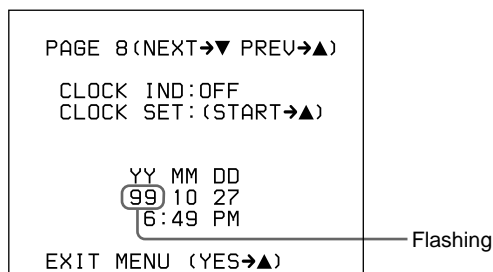 PAGE 8(NEXT➔▼ PREV➔▲)
CLOCK IND:OFF
CLOCK SET:(START➔▲)
YY MM DD
99 10 27
6:49 PM
Flashing
EXIT MENU (YES➔▲)